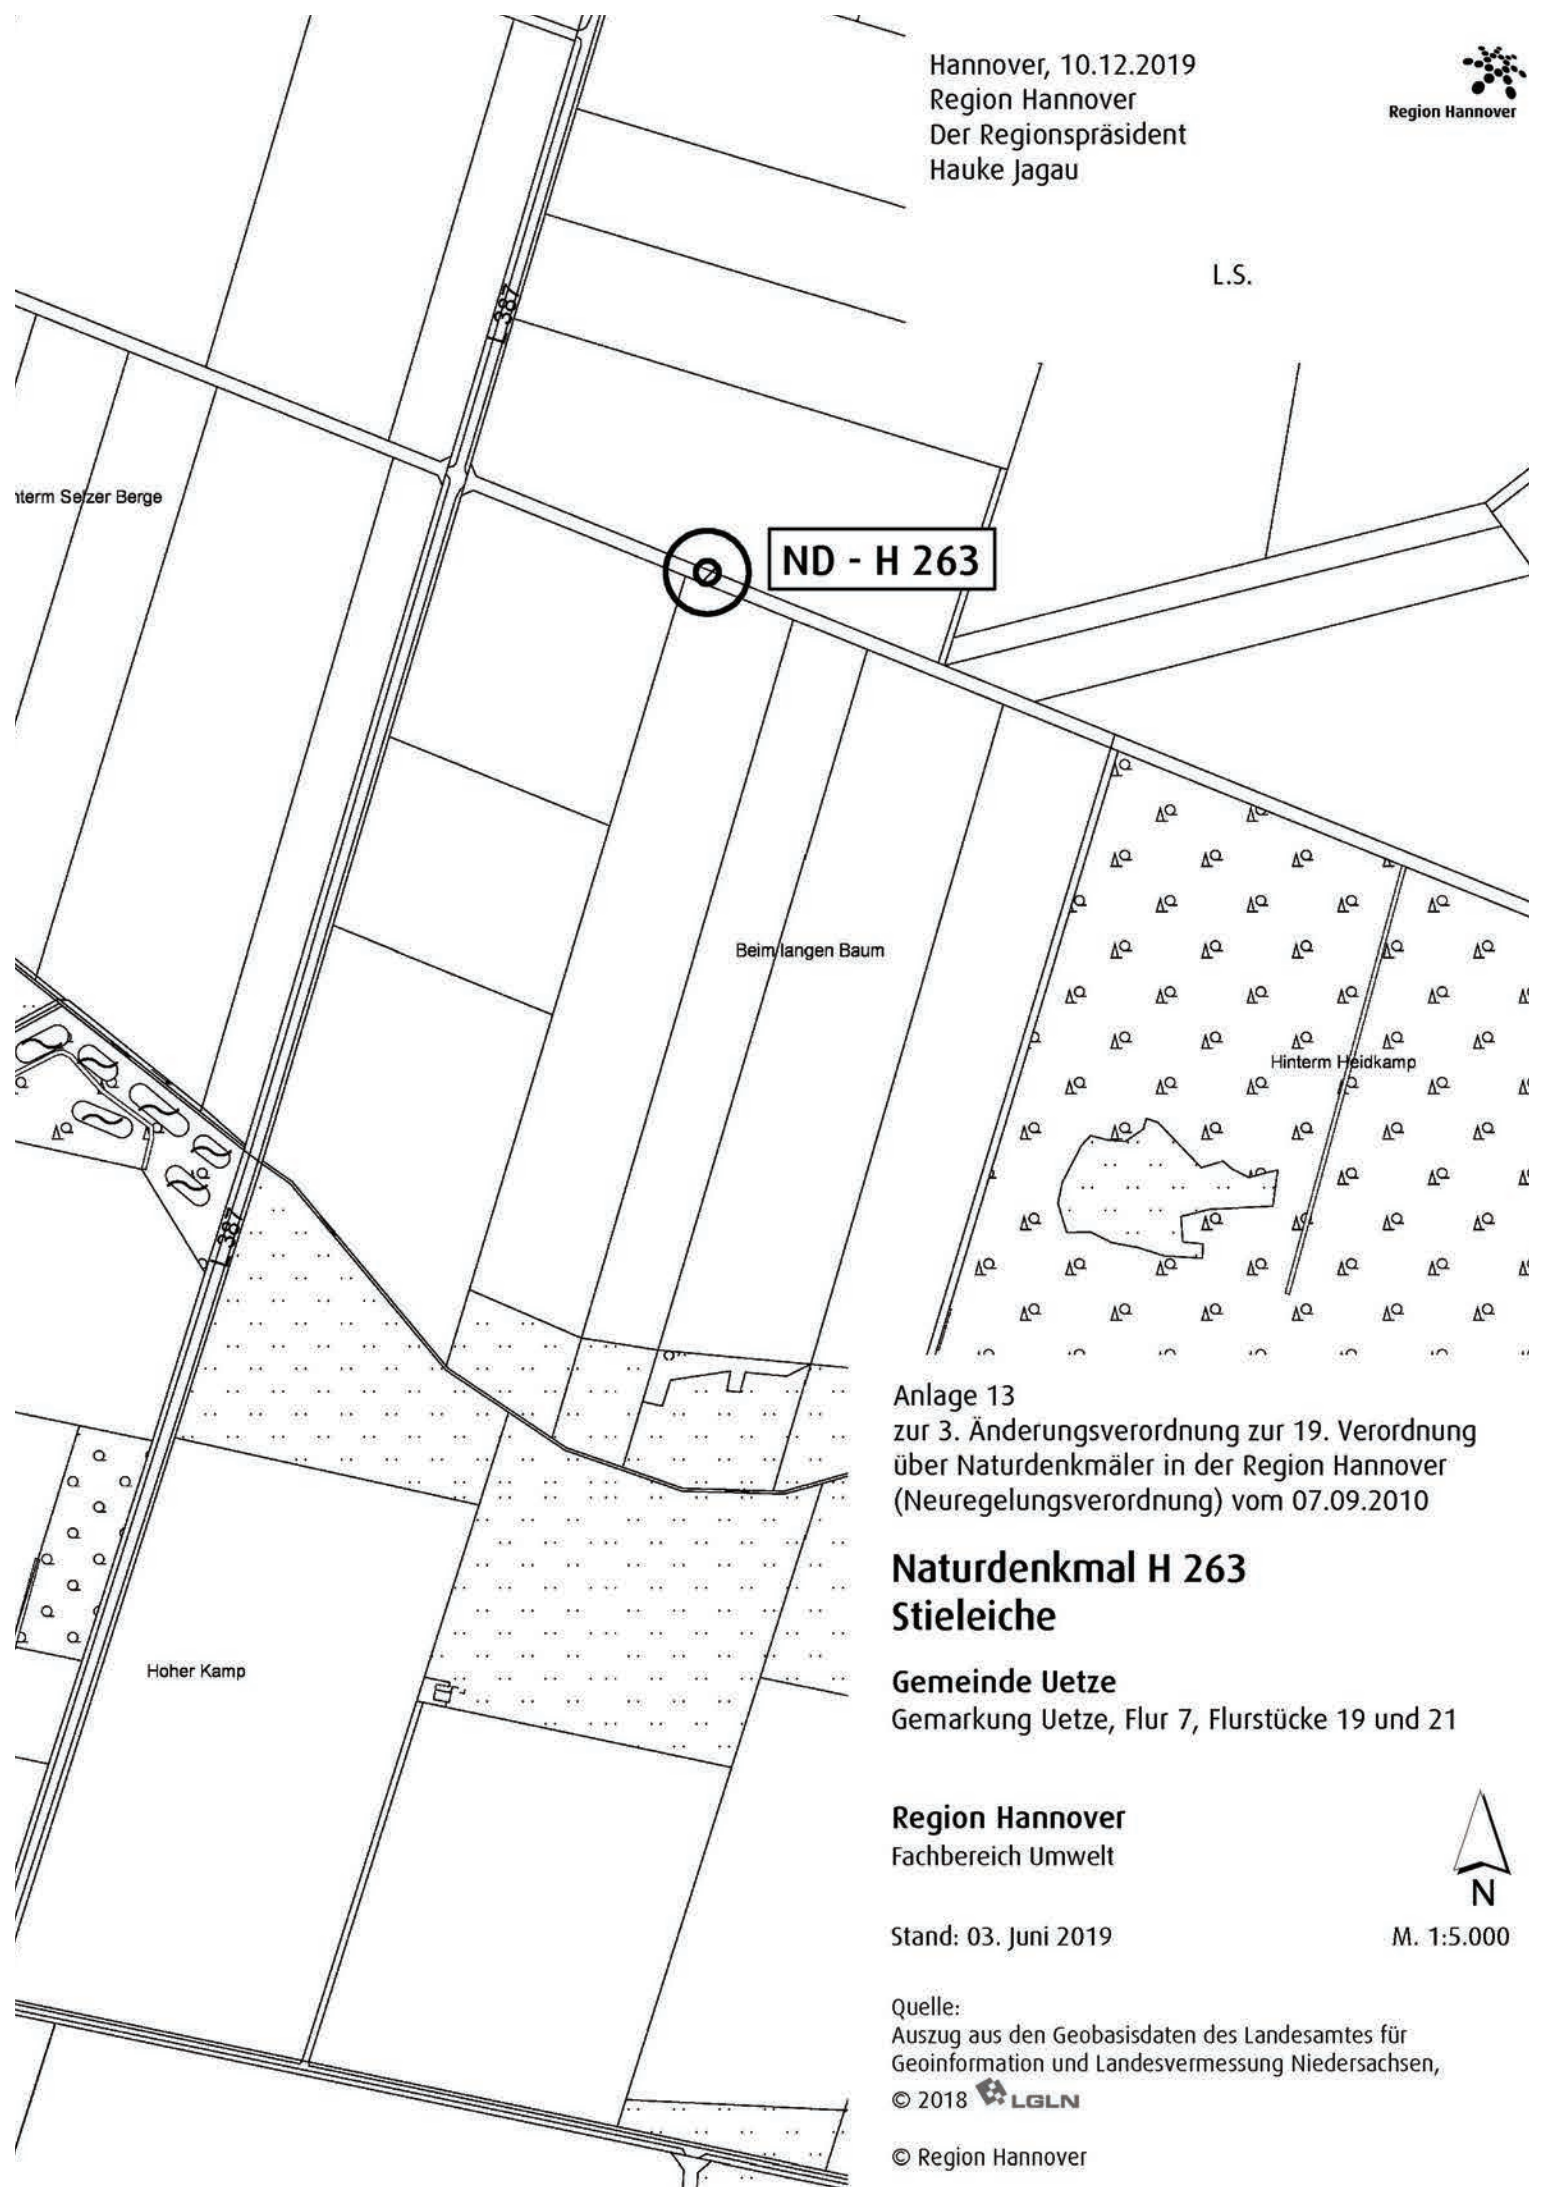 Hannover, 10.12.2019
Region Hannover
Der Regionspräsident
Hauke Jagau
Region Hannover
L.S.
L 387
nterm Selzer Berge
ND - H 263
Beim langen Baum
Hinterm Heidkamp
L 387
Hoher Kamp
Anlage 13
zur 3. Änderungsverordnung zur 19. Verordnung
über Naturdenkmäler in der Region Hannover
(Neuregelungsverordnung) vom 07.09.2010
Naturdenkmal H 263
Stieleiche
Gemeinde Uetze
Gemarkung Uetze, Flur 7, Flurstücke 19 und 21
Region Hannover
Fachbereich Umwelt
N
Stand: 03. Juni 2019
M. 1:5.000
Quelle:
Auszug aus den Geobasisdaten des Landesamtes für
Geoinformation und Landesvermessung Niedersachsen,
© 2018 LGLN
© Region Hannover